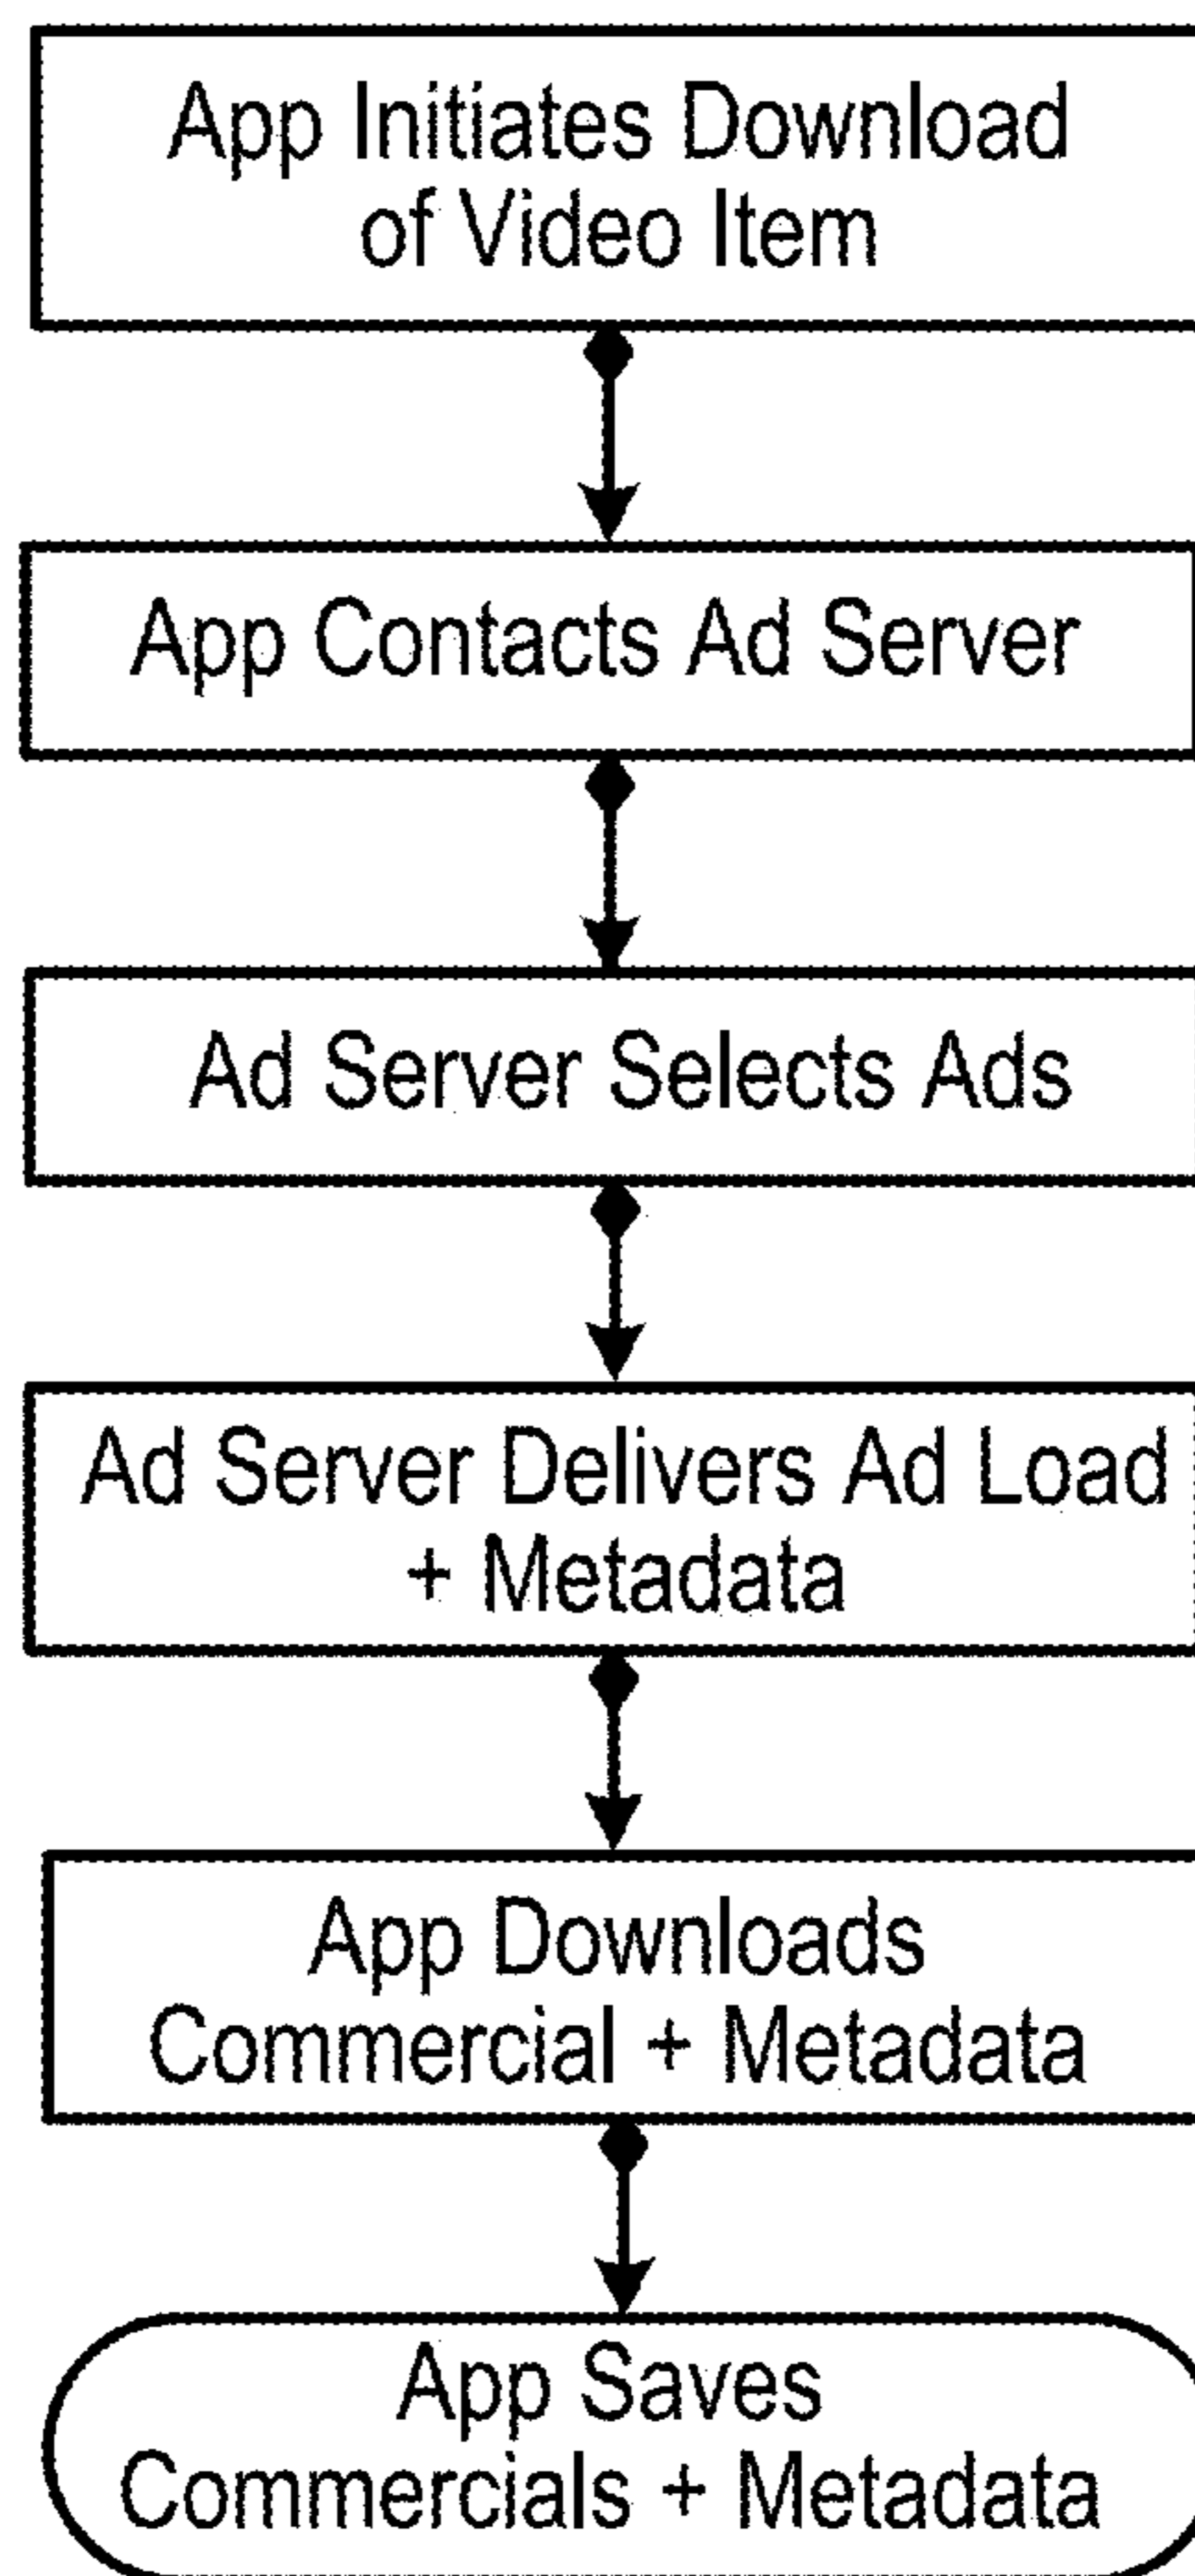 App Initiates Download
of Video Item
App Contacts Ad Server
Ad Server Selects Ads
Ad Server Delivers Ad Load
+ Metadata
App Downloads
Commercial + Metadata
App Saves
Commercials + Metadata